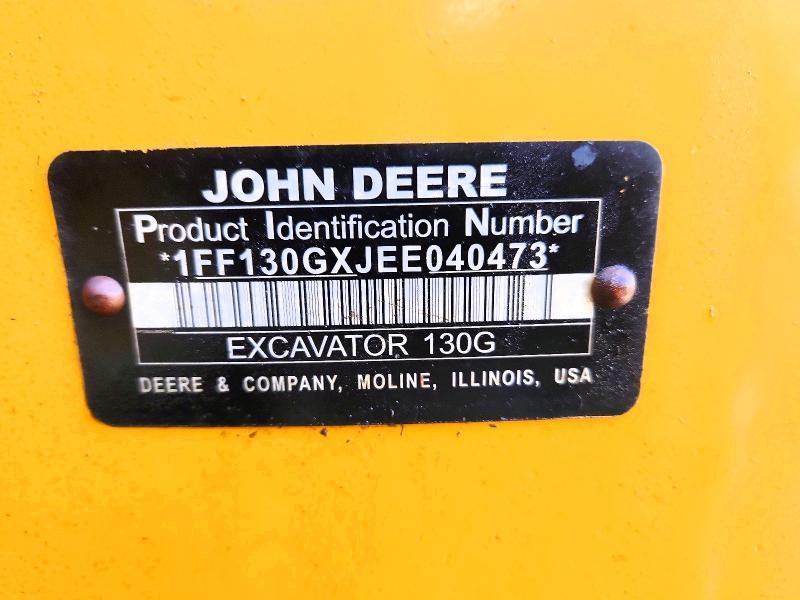 JOHN DEERE
Product Identification Number
*1FF130GXJEE040473*
EXCAVATOR 130G
DEERE & COMPANY, MOLINE, ILLINOIS, USA